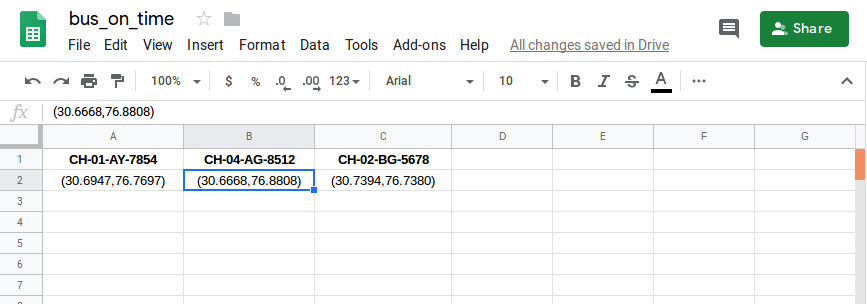 bus_on_time
File Edit View Insert Format Data Tools Add-ons Help All changes saved in Drive
Share
100% $ % .0 .00 123 Arial 10 B I S A
fx (30.6668,76.8808)
A B C D E F G
1 CH-01-AY-7854 CH-04-AG-8512 CH-02-BG-5678
2 (30.6947,76.7697) (30.6668,76.8808) (30.7394,76.7380)
3
4
5
6
7